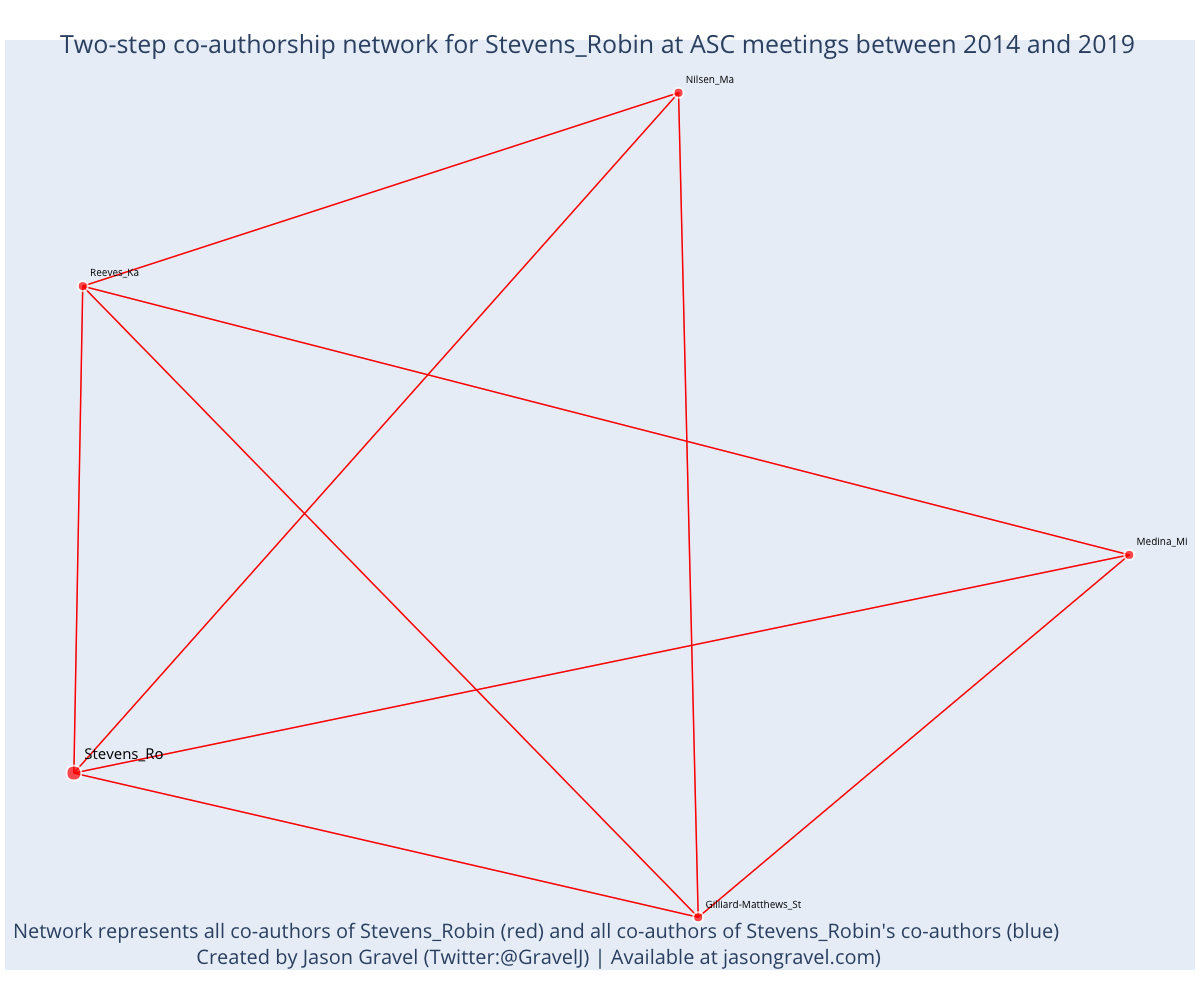 Two-step co-authorship network for Stevens_Robin at ASC meetings between 2014 and 2019
Nilsen_Ma
Reeves_Ka
Medina_Mi
Stevens_Ro
Gilliard-Matthews_St
Network represents all co-authors of Stevens_Robin (red) and all co-authors of Stevens_Robin's co-authors (blue)
Created by Jason Gravel (Twitter:@GravelJ) | Available at jasongravel.com)